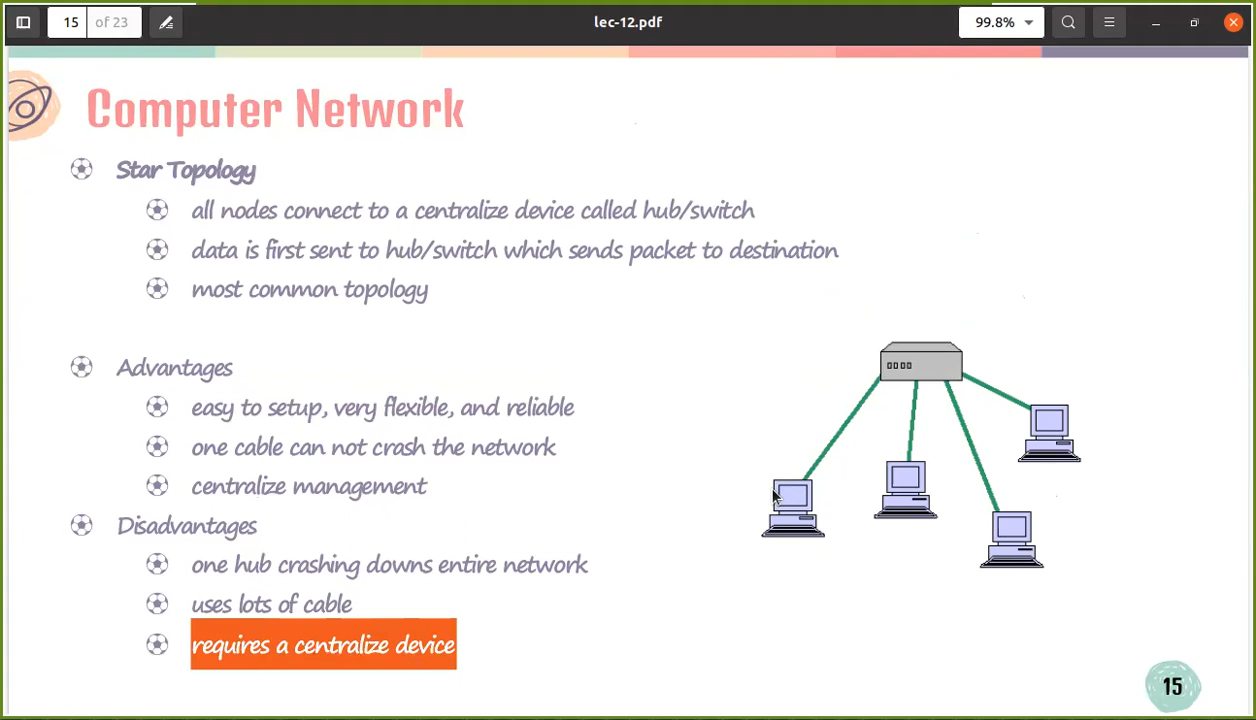 15 of 23
lec-12.pdf
99.8%
Computer Network
Star Topology
all nodes connect to a centralize device called hub/switch
data is first sent to hub/switch which sends packet to destination
most common topology
Advantages
easy to setup, very flexible, and reliable
one cable can not crash the network
centralize management
Disadvantages
one hub crashing downs entire network
uses lots of cable
requires a centralize device
15